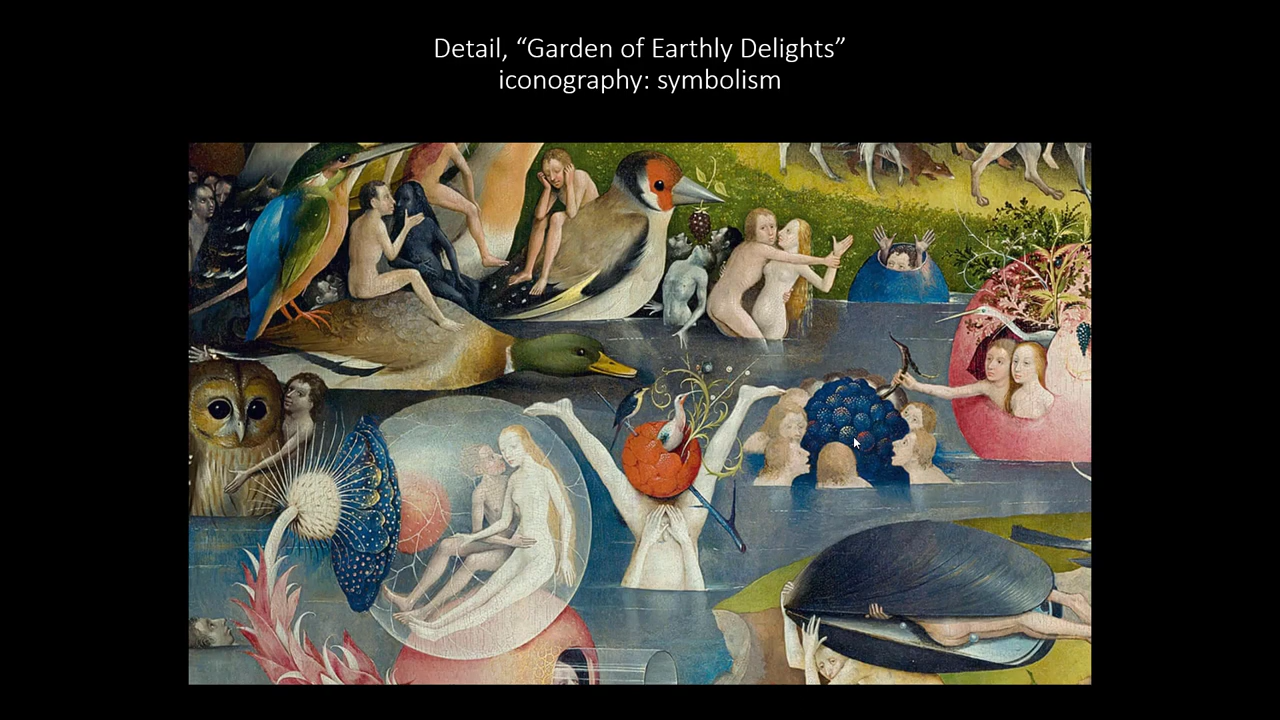 Detail, “Garden of Earthly Delights”
iconography: symbolism